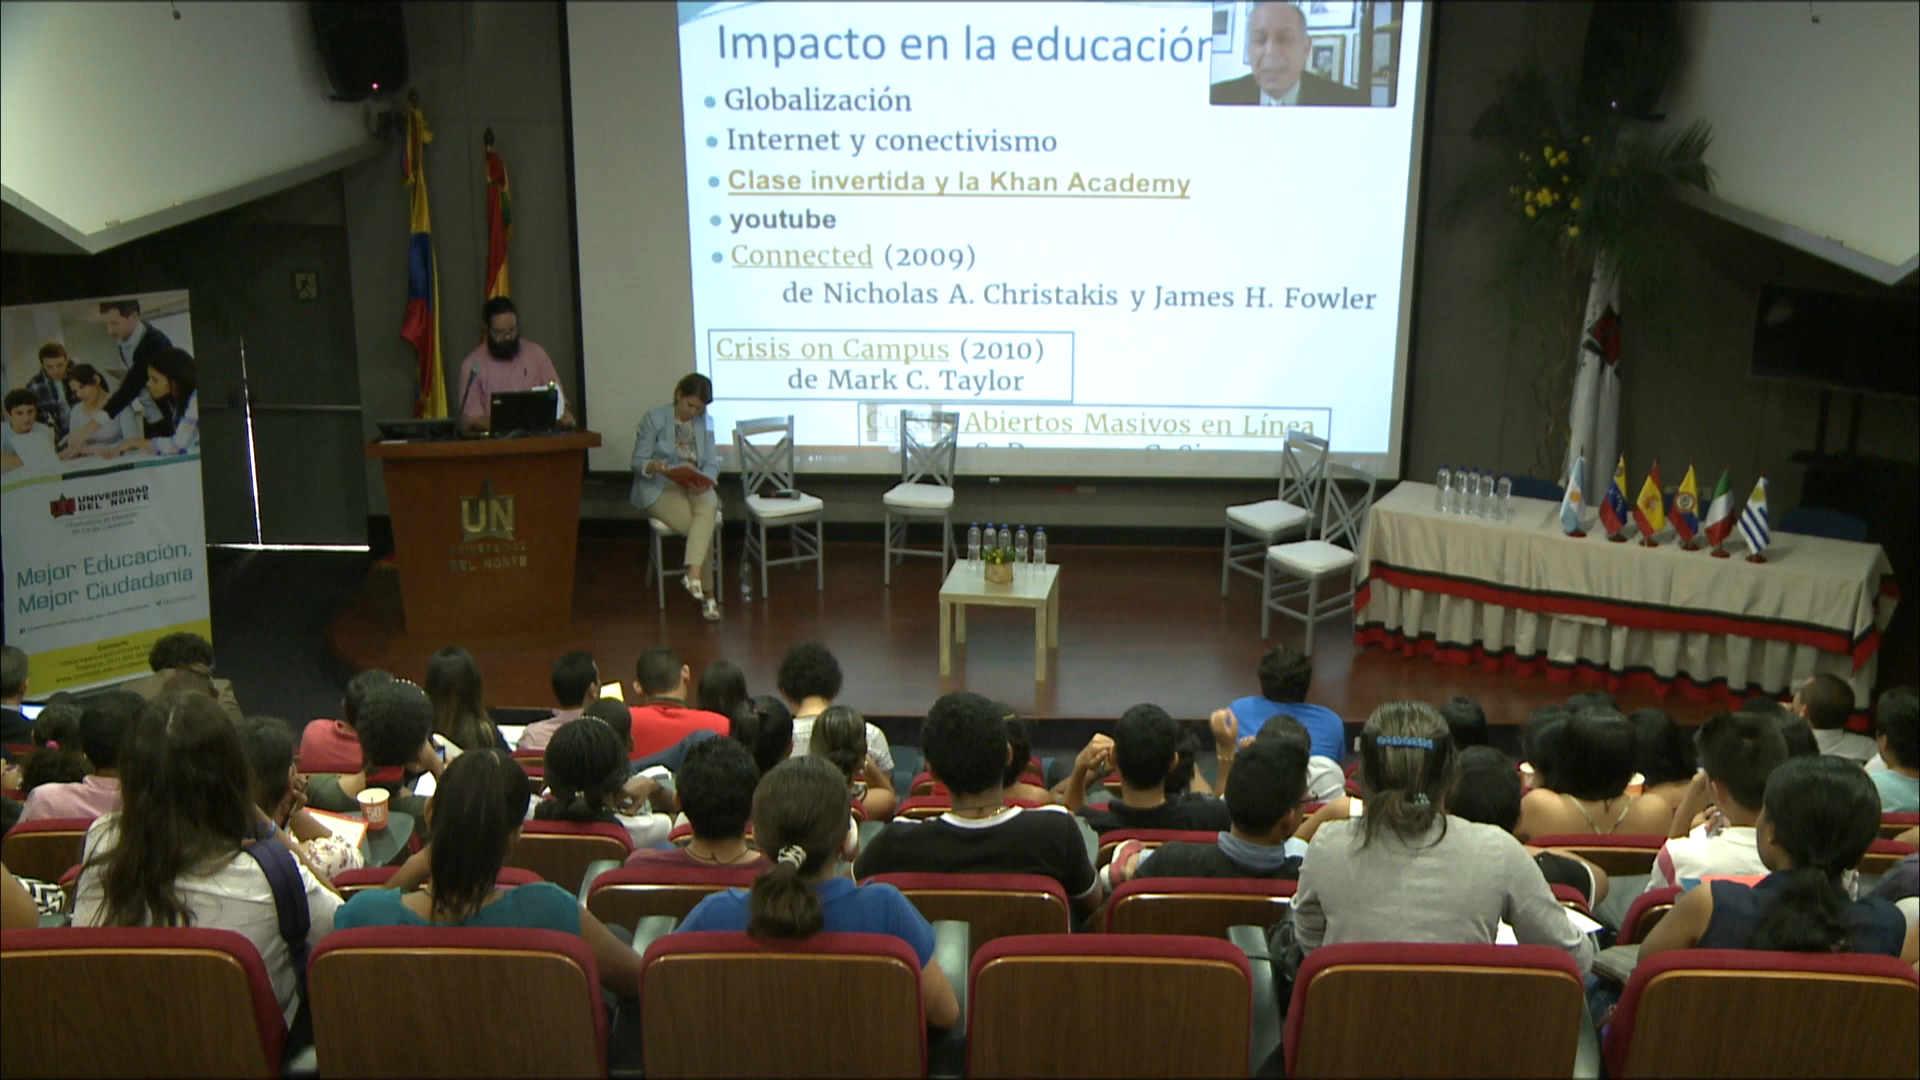 Impacto en la educación
Globalización
Internet y conectivismo
Clase invertida y la Khan Academy
youtube
Connected (2009)
de Nicholas A. Christakis y James H. Fowler
Crisis on Campus (2010)
de Mark C. Taylor
Cursos Abiertos Masivos en Línea
UN
UNIVERSIDAD
DEL NORTE
UNIVERSIDAD
DEL NORTE
Mejor Educación,
Mejor Ciudadanía
Contacto